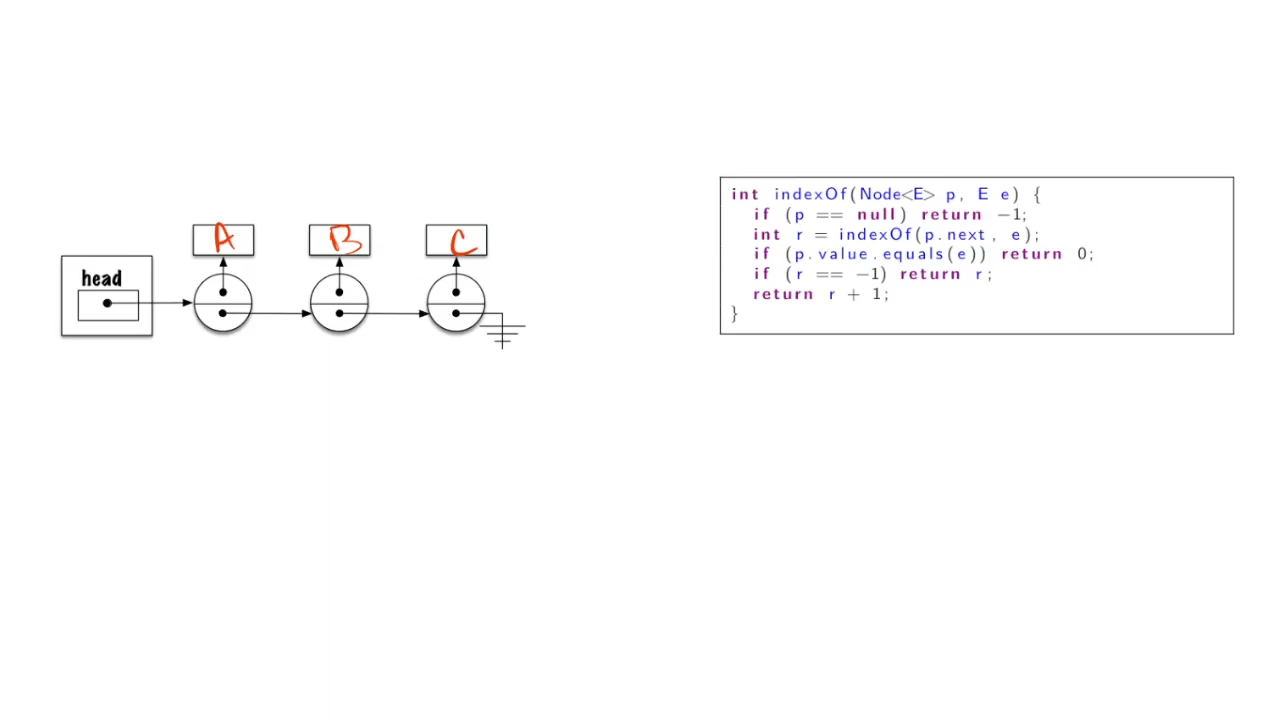 A B C
head
int indexOf(Node<E> p, E e) {
if (p == null) return −1;
int r = indexOf(p.next, e);
if (p.value.equals(e)) return 0;
if (r == −1) return r;
return r + 1;
}